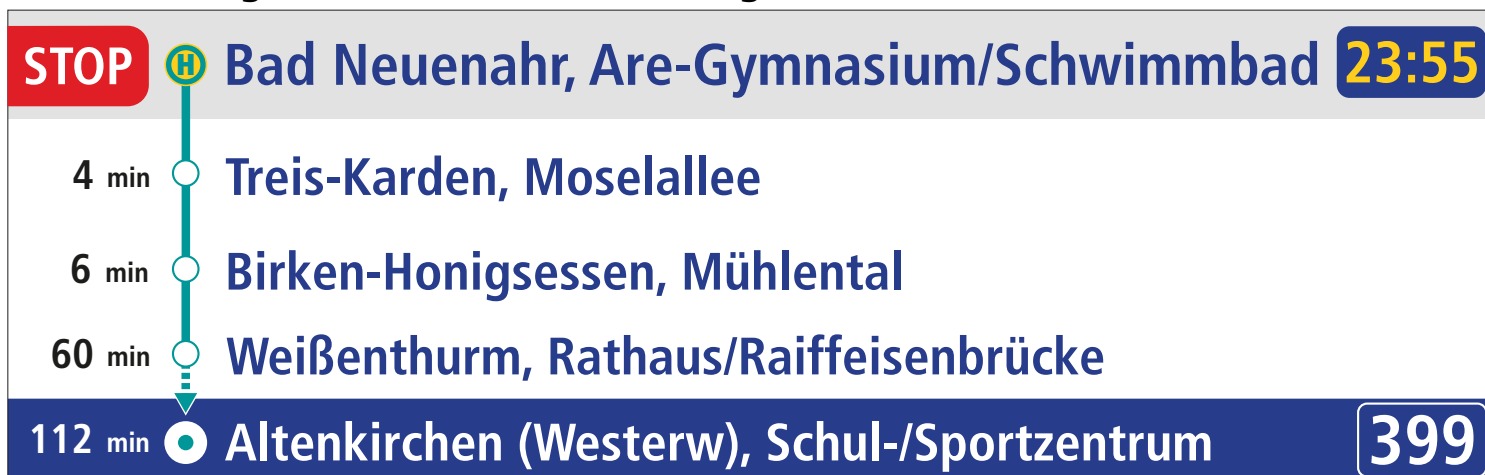 STOP H Bad Neuenahr, Are-Gymnasium/Schwimmbad 23:55
4 min Treis-Karden, Moselallee
6 min Birken-Honigsessen, Mühlental
60 min Weißenthurm, Rathaus/Raiffeisenbrücke
112 min Altenkirchen (Westerw), Schul-/Sportzentrum 399